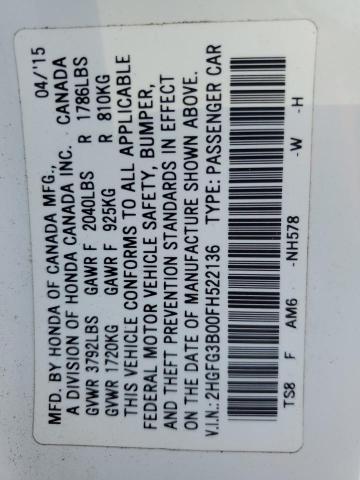 MFD. BY HONDA OF CANADA MFG., 04/'15
A DIVISION OF HONDA CANADA INC. CANADA
GVWR 3792LBS GAWR F 2040LBS R 1786LBS
GVWR 1720KG GAWR F 925KG R 810KG
THIS VEHICLE CONFORMS TO ALL APPLICABLE
FEDERAL MOTOR VEHICLE SAFETY, BUMPER,
AND THEFT PREVENTION STANDARDS IN EFFECT
ON THE DATE OF MANUFACTURE SHOWN ABOVE.
V.I.N.: 2HGFG3B00FH522136 TYPE: PASSENGER CAR
TS8 F AM6 -NH578 -W -H